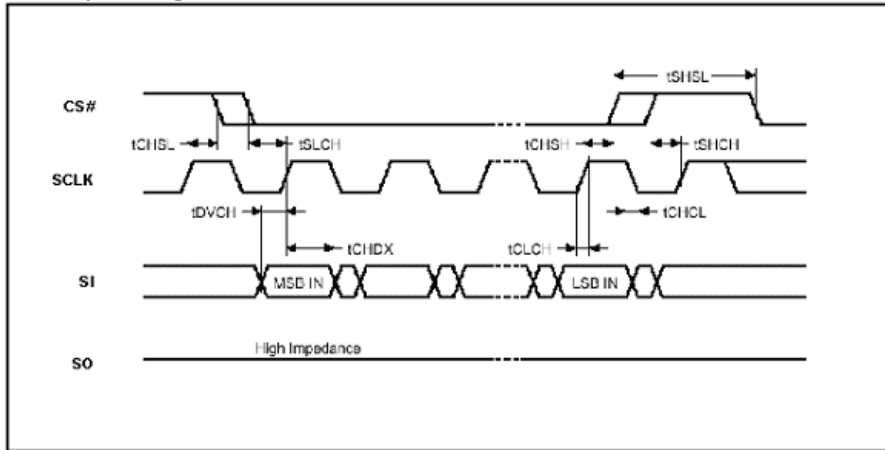 tSHSL
CS#
tCHSL
tSLCH
tCHSH
tSHCH
SCLK
tDVCH
tCHCL
tCHDX
tCLCH
SI
MSB IN
LSB IN
High Impedance
SO